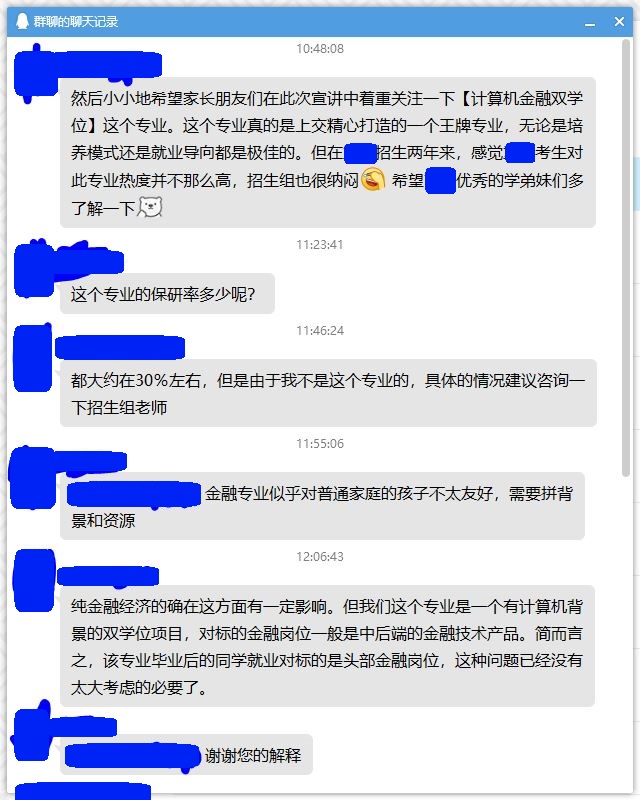 群聊的聊天记录
10:48:08
然后小小地希望家长朋友们在此次宣讲中着重关注一下【计算机金融双学
位】这个专业。这个专业真的是上交精心打造的一个王牌专业，无论是培
养模式还是就业导向都是极佳的。但在招生两年来，感觉考生对
此专业热度并不那么高，招生组也很纳闷 希望优秀的学弟妹们多
了解一下
11:23:41
这个专业的保研率多少呢？
11:46:24
都大约在30%左右，但是由于我不是这个专业的，具体的情况建议咨询一
下招生组老师
11:55:06
金融专业似乎对普通家庭的孩子不太友好，需要拼背
景和资源
12:06:43
纯金融经济的确在这方面有一定影响。但我们这个专业是一个有计算机背
景的双学位项目，对标的金融岗位一般是中后端的金融技术产品。简而言
之，该专业毕业后的同学就业对标的是头部金融岗位，这种问题已经没有
太大考虑的必要了。
谢谢您的解释